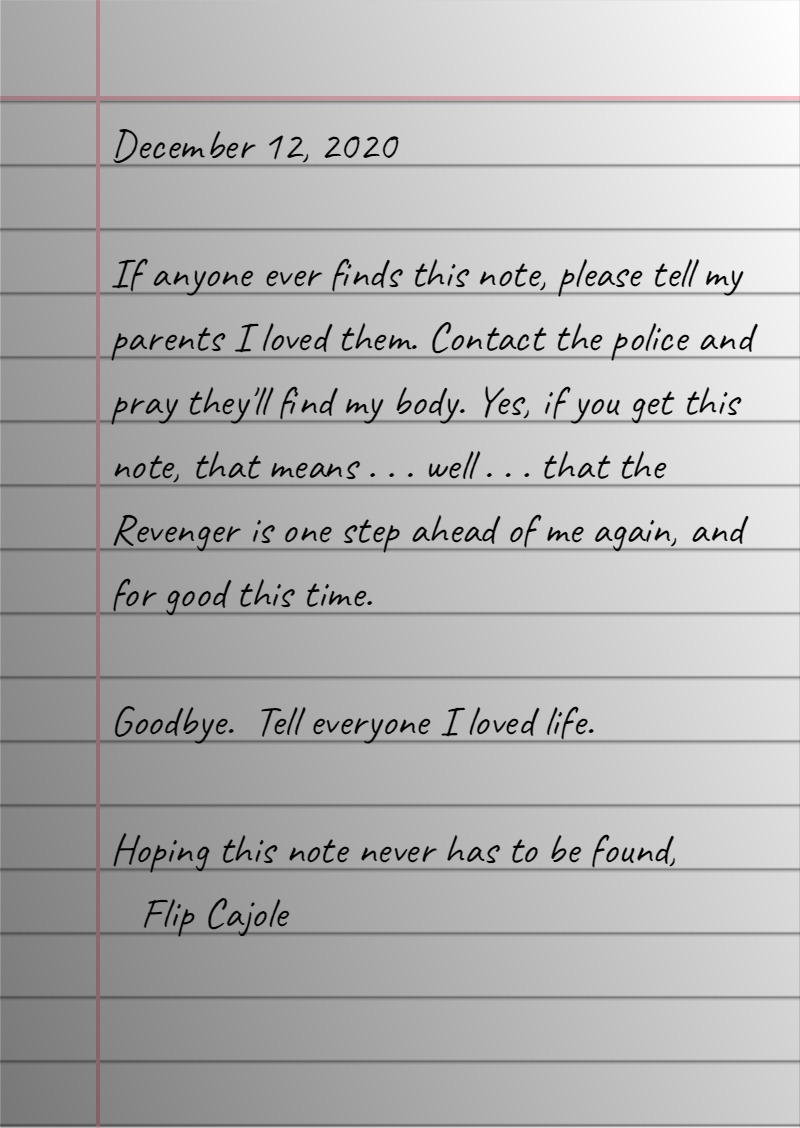 December 12, 2020
If anyone ever finds this note, please tell my
parents I loved them. Contact the police and
pray they'll find my body. Yes, if you get this
note, that means . . . well . . . that the
Revenger is one step ahead of me again, and
for good this time.
Goodbye.  Tell everyone I loved life.
Hoping this note never has to be found,
Flip Cajole